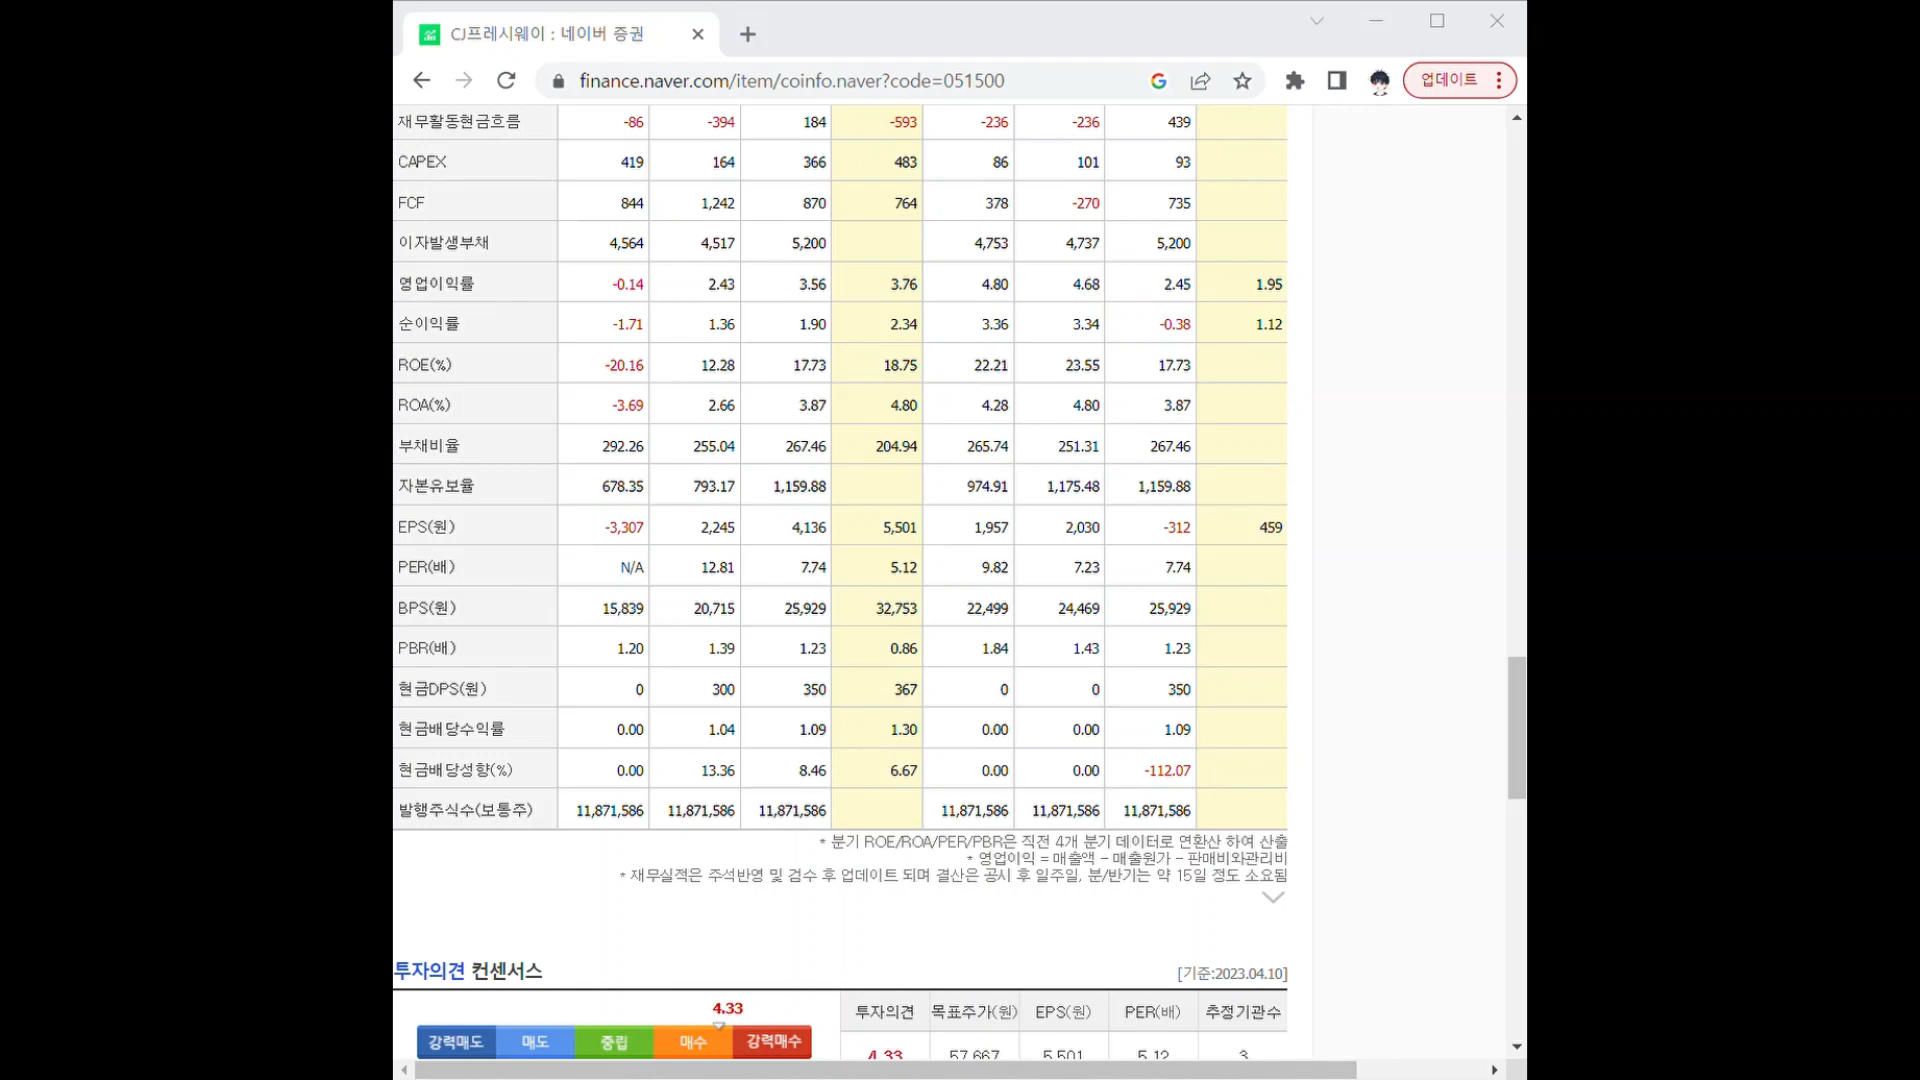 CJ프레시웨이 : 네이버 증권
finance.naver.com/item/coinfo.naver?code=051500
업데이트
재무활동현금흐름 -86 -394 184 -593 -236 -236 439
CAPEX 419 164 366 483 86 101 93
FCF 844 1,242 870 764 378 -270 735
이자발생부채 4,564 4,517 5,200 4,753 4,737 5,200
영업이익률 -0.14 2.43 3.56 3.76 4.80 4.68 2.45 1.95
순이익률 -1.71 1.36 1.90 2.34 3.36 3.34 -0.38 1.12
ROE(%) -20.16 12.28 17.73 18.75 22.21 23.55 17.73
ROA(%) -3.69 2.66 3.87 4.80 4.28 4.80 3.87
부채비율 292.26 255.04 267.46 204.94 265.74 251.31 267.46
자본유보율 678.35 793.17 1,159.88 974.91 1,175.48 1,159.88
EPS(원) -3,307 2,245 4,136 5,501 1,957 2,030 -312 459
PER(배) N/A 12.81 7.74 5.12 9.82 7.23 7.74
BPS(원) 15,839 20,715 25,929 32,753 22,499 24,469 25,929
PBR(배) 1.20 1.39 1.23 0.86 1.84 1.43 1.23
현금DPS(원) 0 300 350 367 0 0 350
현금배당수익률 0.00 1.04 1.09 1.30 0.00 0.00 1.09
현금배당성향(%) 0.00 13.36 8.46 6.67 0.00 0.00 -112.07
발행주식수(보통주) 11,871,586 11,871,586 11,871,586 11,871,586 11,871,586 11,871,586
* 분기 ROE/ROA/PER/PBR은 직전 4개 분기 데이터로 연환산 하여 산출
* 영업이익 = 매출액 - 매출원가 - 판매비와관리비
* 재무실적은 주석반영 및 검수 후 업데이트 되며 결산은 공시 후 일주일, 분/반기는 약 15일 정도 소요됨
투자의견 컨센서스 [기준:2023.04.10]
4.33
강력매도 매도 중립 매수 강력매수
투자의견 목표주가(원) EPS(원) PER(배) 추정기관수
4.33 57,667 5,501 5.12 3